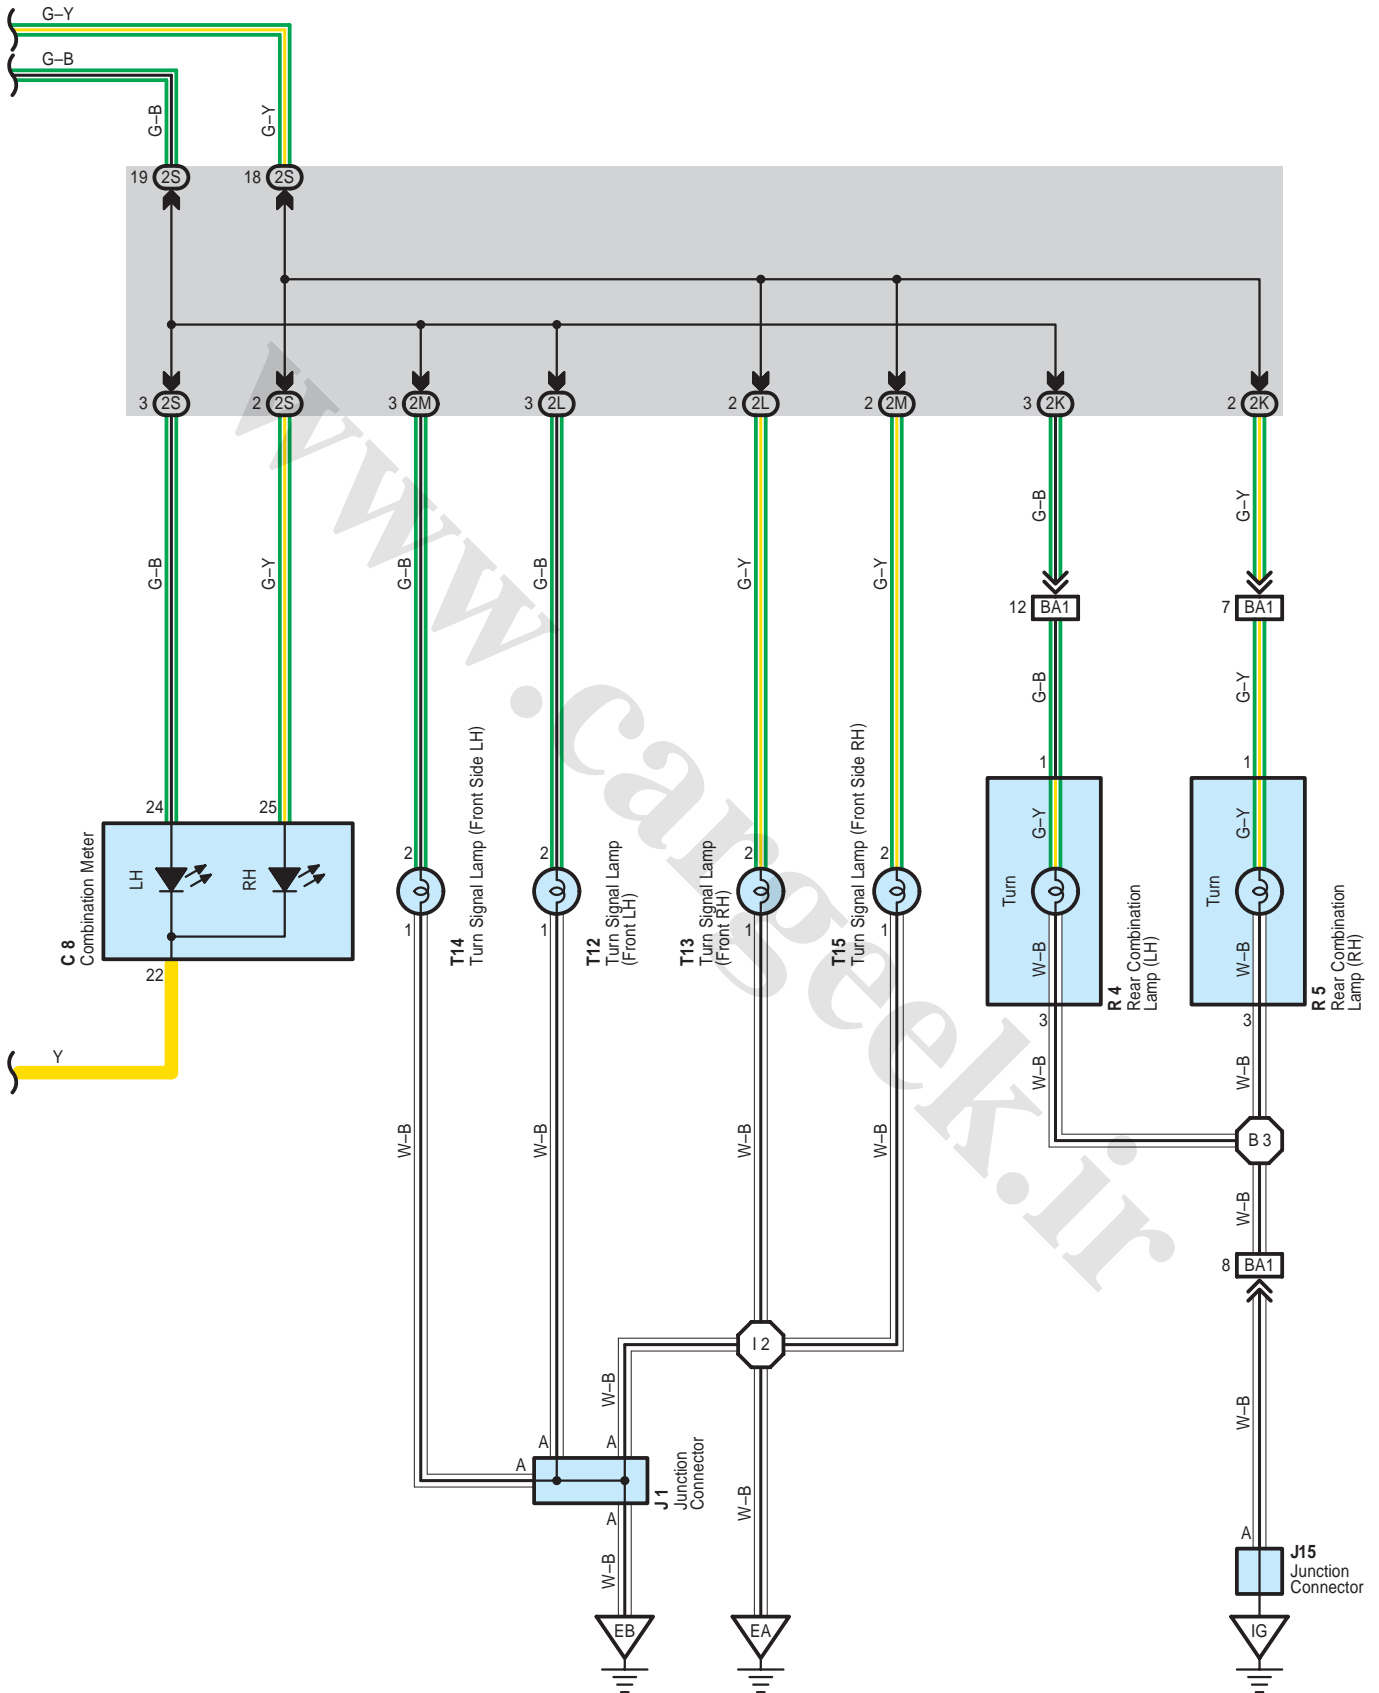 G–Y
G–B
G–B
G–Y
19 2S
18 2S
3 2S
2 2S
3 2M
3 2L
2 2L
2 2M
3 2K
2 2K
G–B
G–Y
G–B
G–B
G–Y
G–Y
G–B
G–Y
12 BA1
7 BA1
G–B
G–Y
1
1
24
25
LH
RH
C 8
Combination Meter
22
Y
2
1
T14
Turn Signal Lamp (Front Side LH)
2
1
T12
Turn Signal Lamp
(Front LH)
2
1
T13
Turn Signal Lamp
(Front RH)
2
1
T15
Turn Signal Lamp (Front Side RH)
G–Y
Turn
W–B
R 4
Rear Combination
Lamp (LH)
3
G–Y
Turn
W–B
R 5
Rear Combination
Lamp (RH)
3
W–B
W–B
W–B
W–B
W–B
W–B
B 3
W–B
8 BA1
I 2
W–B
W–B
A
A
A
J 1
Junction
Connector
A
W–B
W–B
A
J15
Junction
Connector
EB
EA
IG
www.cargeek.ir